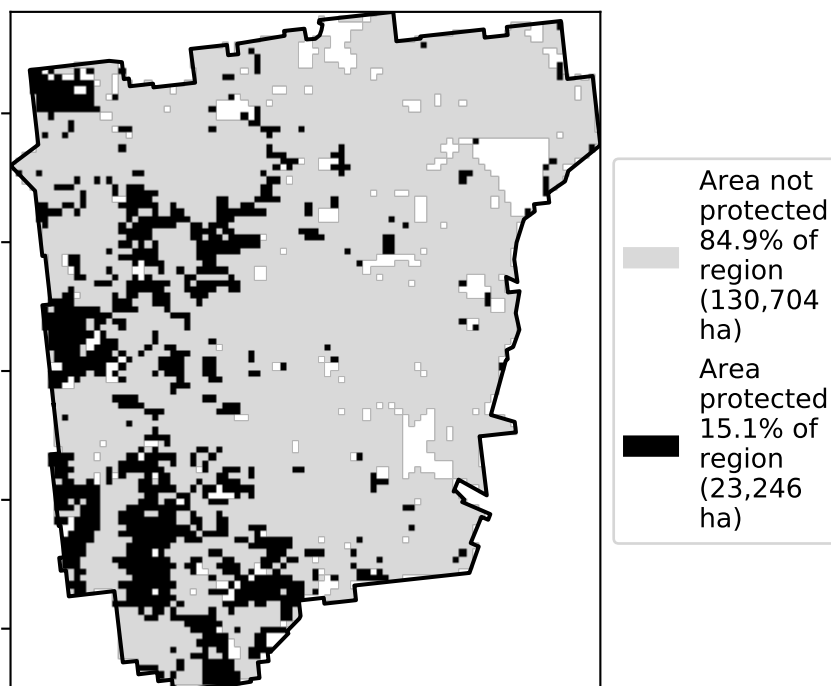 Area not
protected
84.9% of
region
(130,704
ha)
Area
protected
15.1% of
region
(23,246
ha)